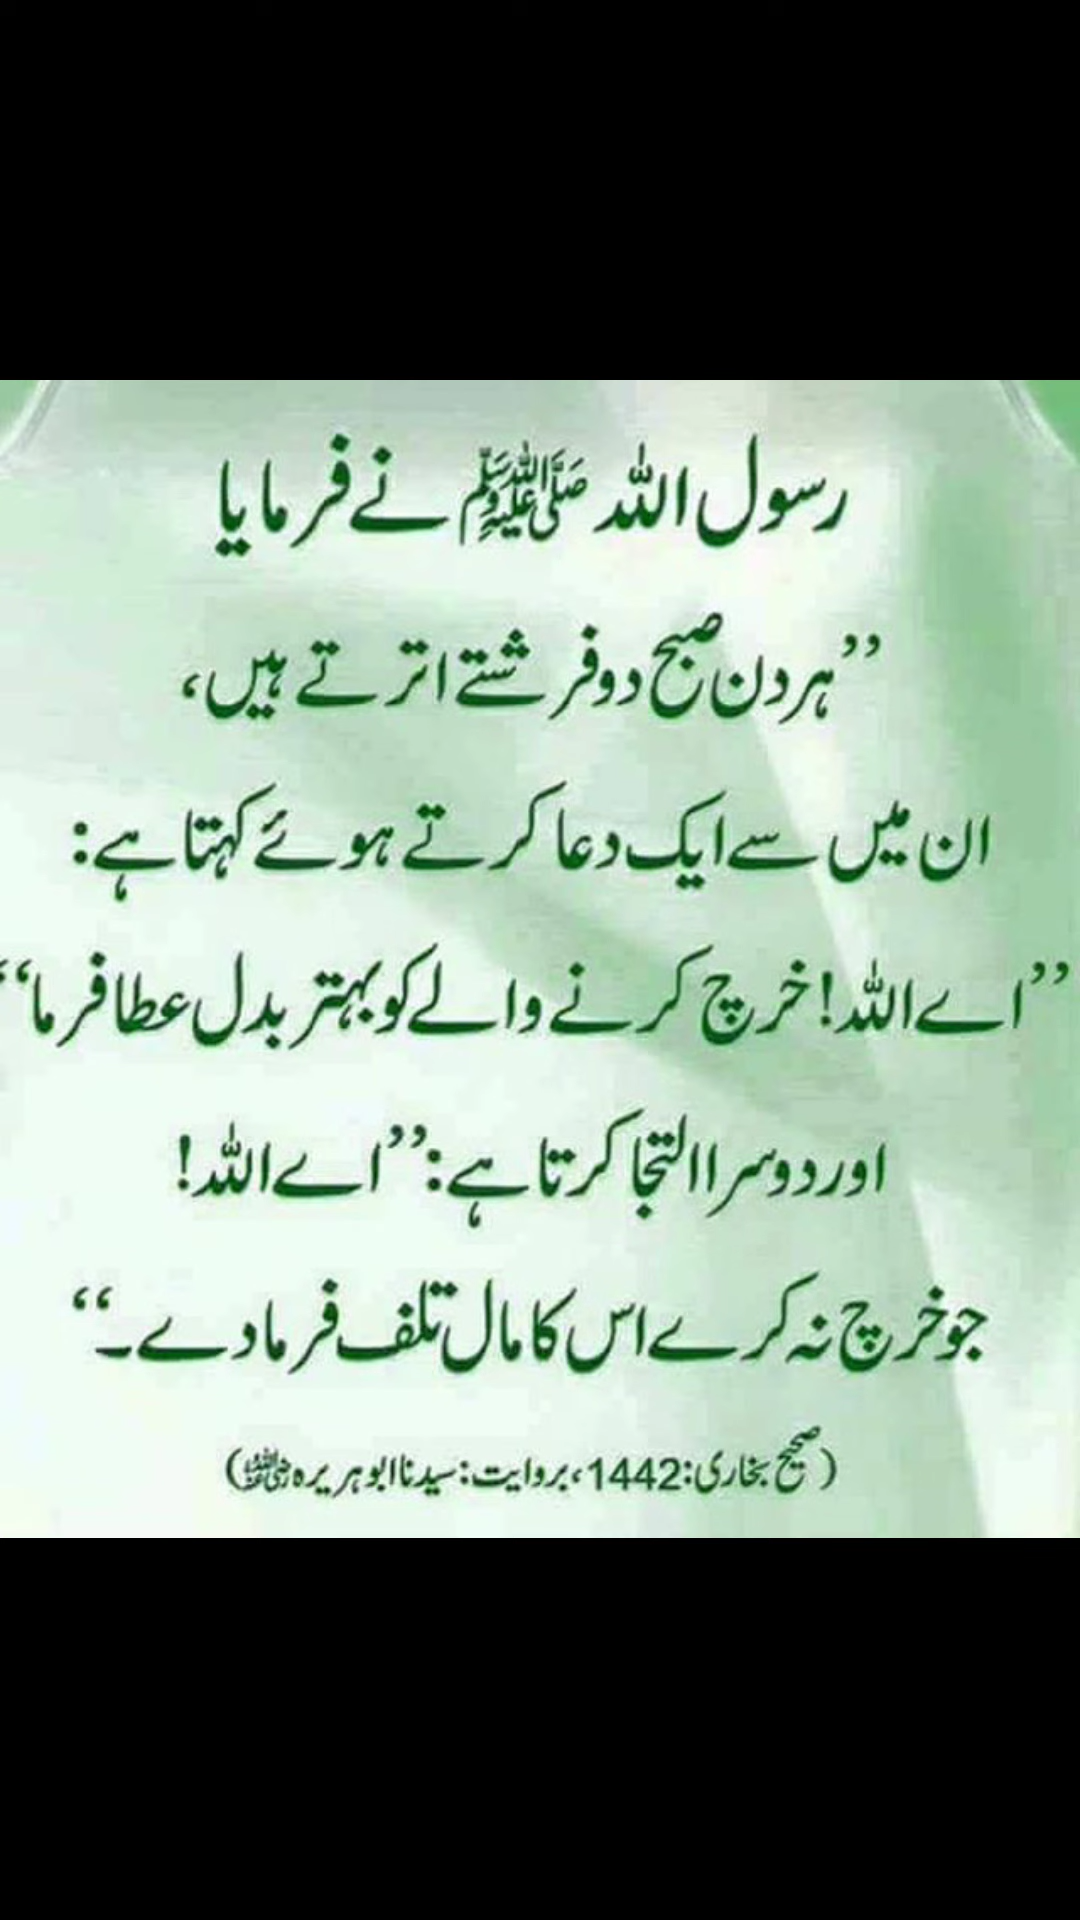 رسول اللہ ﷺ نے فرمایا
’’ہر دن صبح دو فرشتے اترتے ہیں،
ان میں سے ایک دعا کرتے ہوئے کہتا ہے:
’’اے اللہ! خرچ کرنے والے کو بہتر بدل عطا فرما‘‘
اور دوسرا التجا کرتا ہے: ’’اے اللہ!
جو خرچ نہ کرے اس کا مال تلف فرما دے۔‘‘
(صحیح بخاری: 1442، بروایت: سیدنا ابو ہریرہ رضی اللہ عنہ)